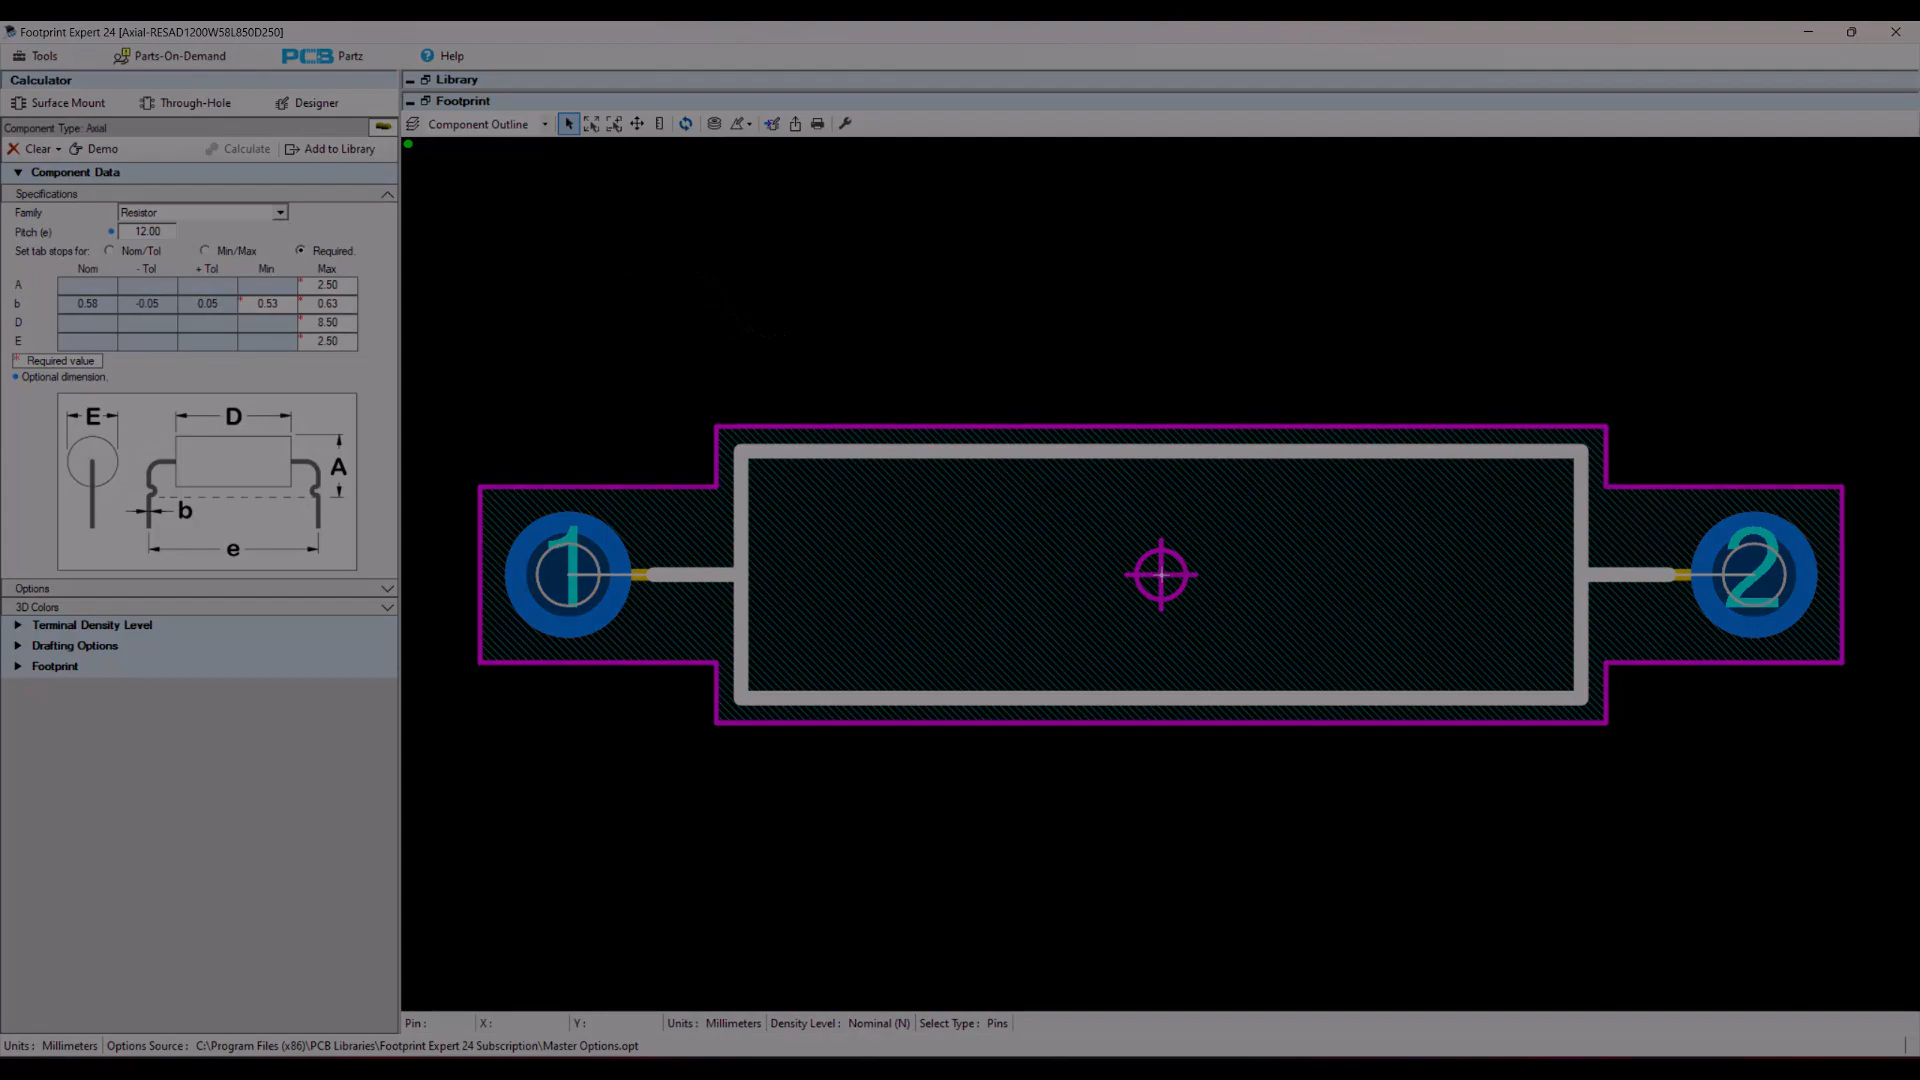 Footprint Expert 24 [Axial-RESAD1200W58L850D250]
Tools Parts-On-Demand PCB Partz Help
Calculator
Surface Mount Through-Hole Designer
Component Type: Axial
Clear Demo Calculate Add to Library
Component Data
Specifications
Family Resistor
Pitch (e) 12.00
Set tab stops for: Nom/Tol Min/Max Required.
Nom - Tol + Tol Min Max
A 2.50
b 0.58 -0.05 0.05 * 0.53 * 0.63
D * 8.50
E * 2.50
* Required value
Optional dimension.
E D
A
b
e
Options
3D Colors
Terminal Density Level
Drafting Options
Footprint
Library
Footprint
Component Outline
1 2
Pin : X : Y : Units : Millimeters Density Level : Nominal (N) Select Type : Pins
Units : Millimeters Options Source : C:\Program Files (x86)\PCB Libraries\Footprint Expert 24 Subscription\Master Options.opt